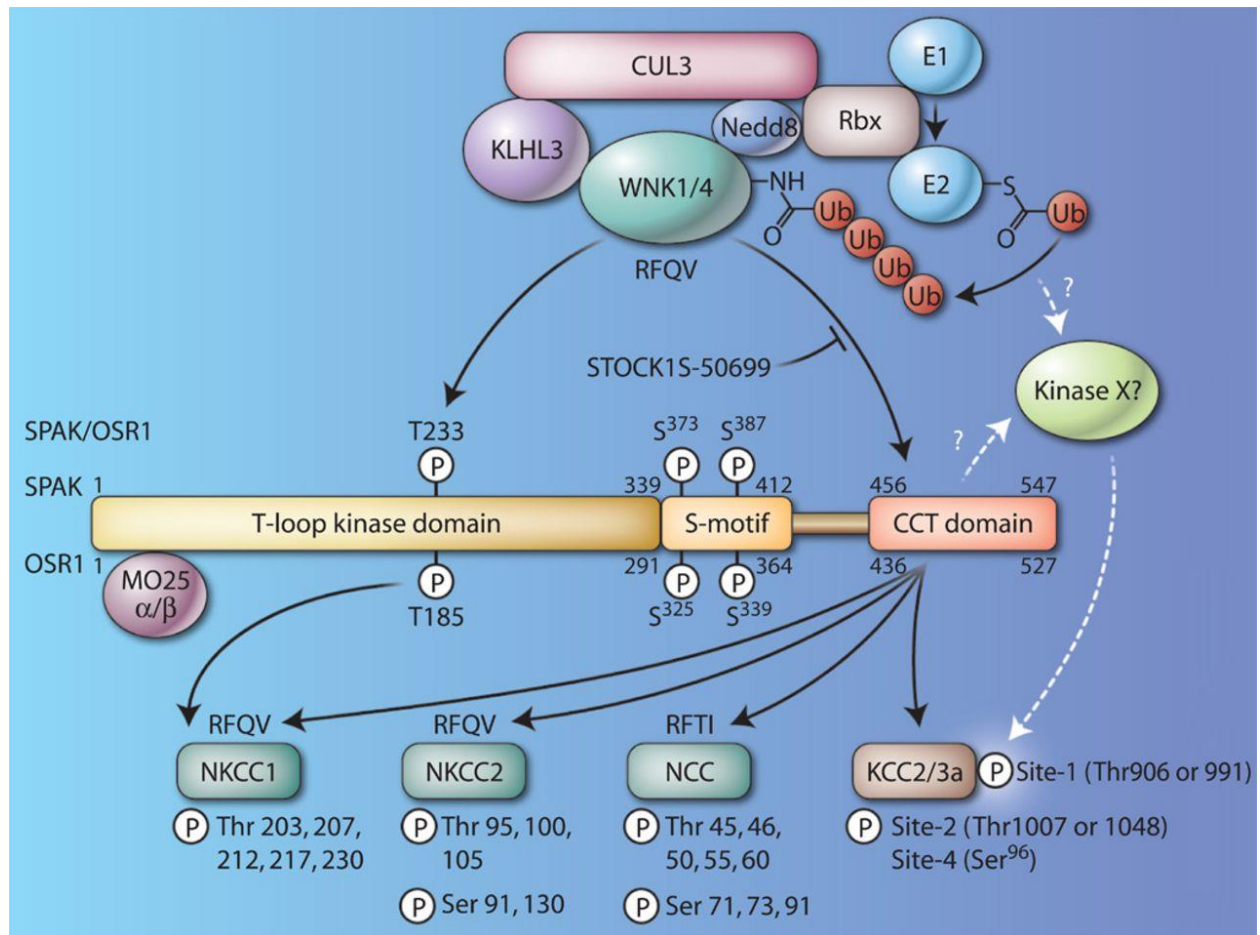 CUL3
E1
KLHL3
Nedd8
Rbx
WNK1/4
NH
E2
S
O
Ub
Ub
Ub
Ub
O
Ub
RFQV
?
STOCK1S-50699
Kinase X?
SPAK/OSR1
T233
S373
S387
?
P
P
P
SPAK 1
339
412
456
547
T-loop kinase domain
S-motif
CCT domain
OSR1 1
291
364
436
527
MO25
α/β
P
P
P
T185
S325
S339
RFQV
RFQV
RFTI
NKCC1
NKCC2
NCC
KCC2/3a
P Site-1 (Thr906 or 991)
P Thr 203, 207,
212, 217, 230
P Thr 95, 100,
105
P Ser 91, 130
P Thr 45, 46,
50, 55, 60
P Ser 71, 73, 91
P Site-2 (Thr1007 or 1048)
Site-4 (Ser96)